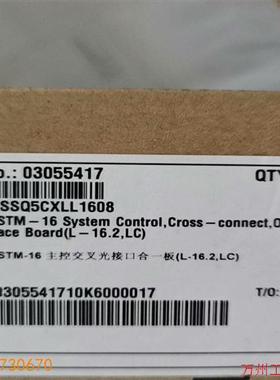 o.: 03055417
QTY
SSQ5CXLL1608
STM-16 System Control,Cross-connect,O
ace Board(L-16.2,LC)
STM-16 主控交叉光接口合一板(L-16.2,LC)
0305541710K6000017
T/O:
730670
万州工